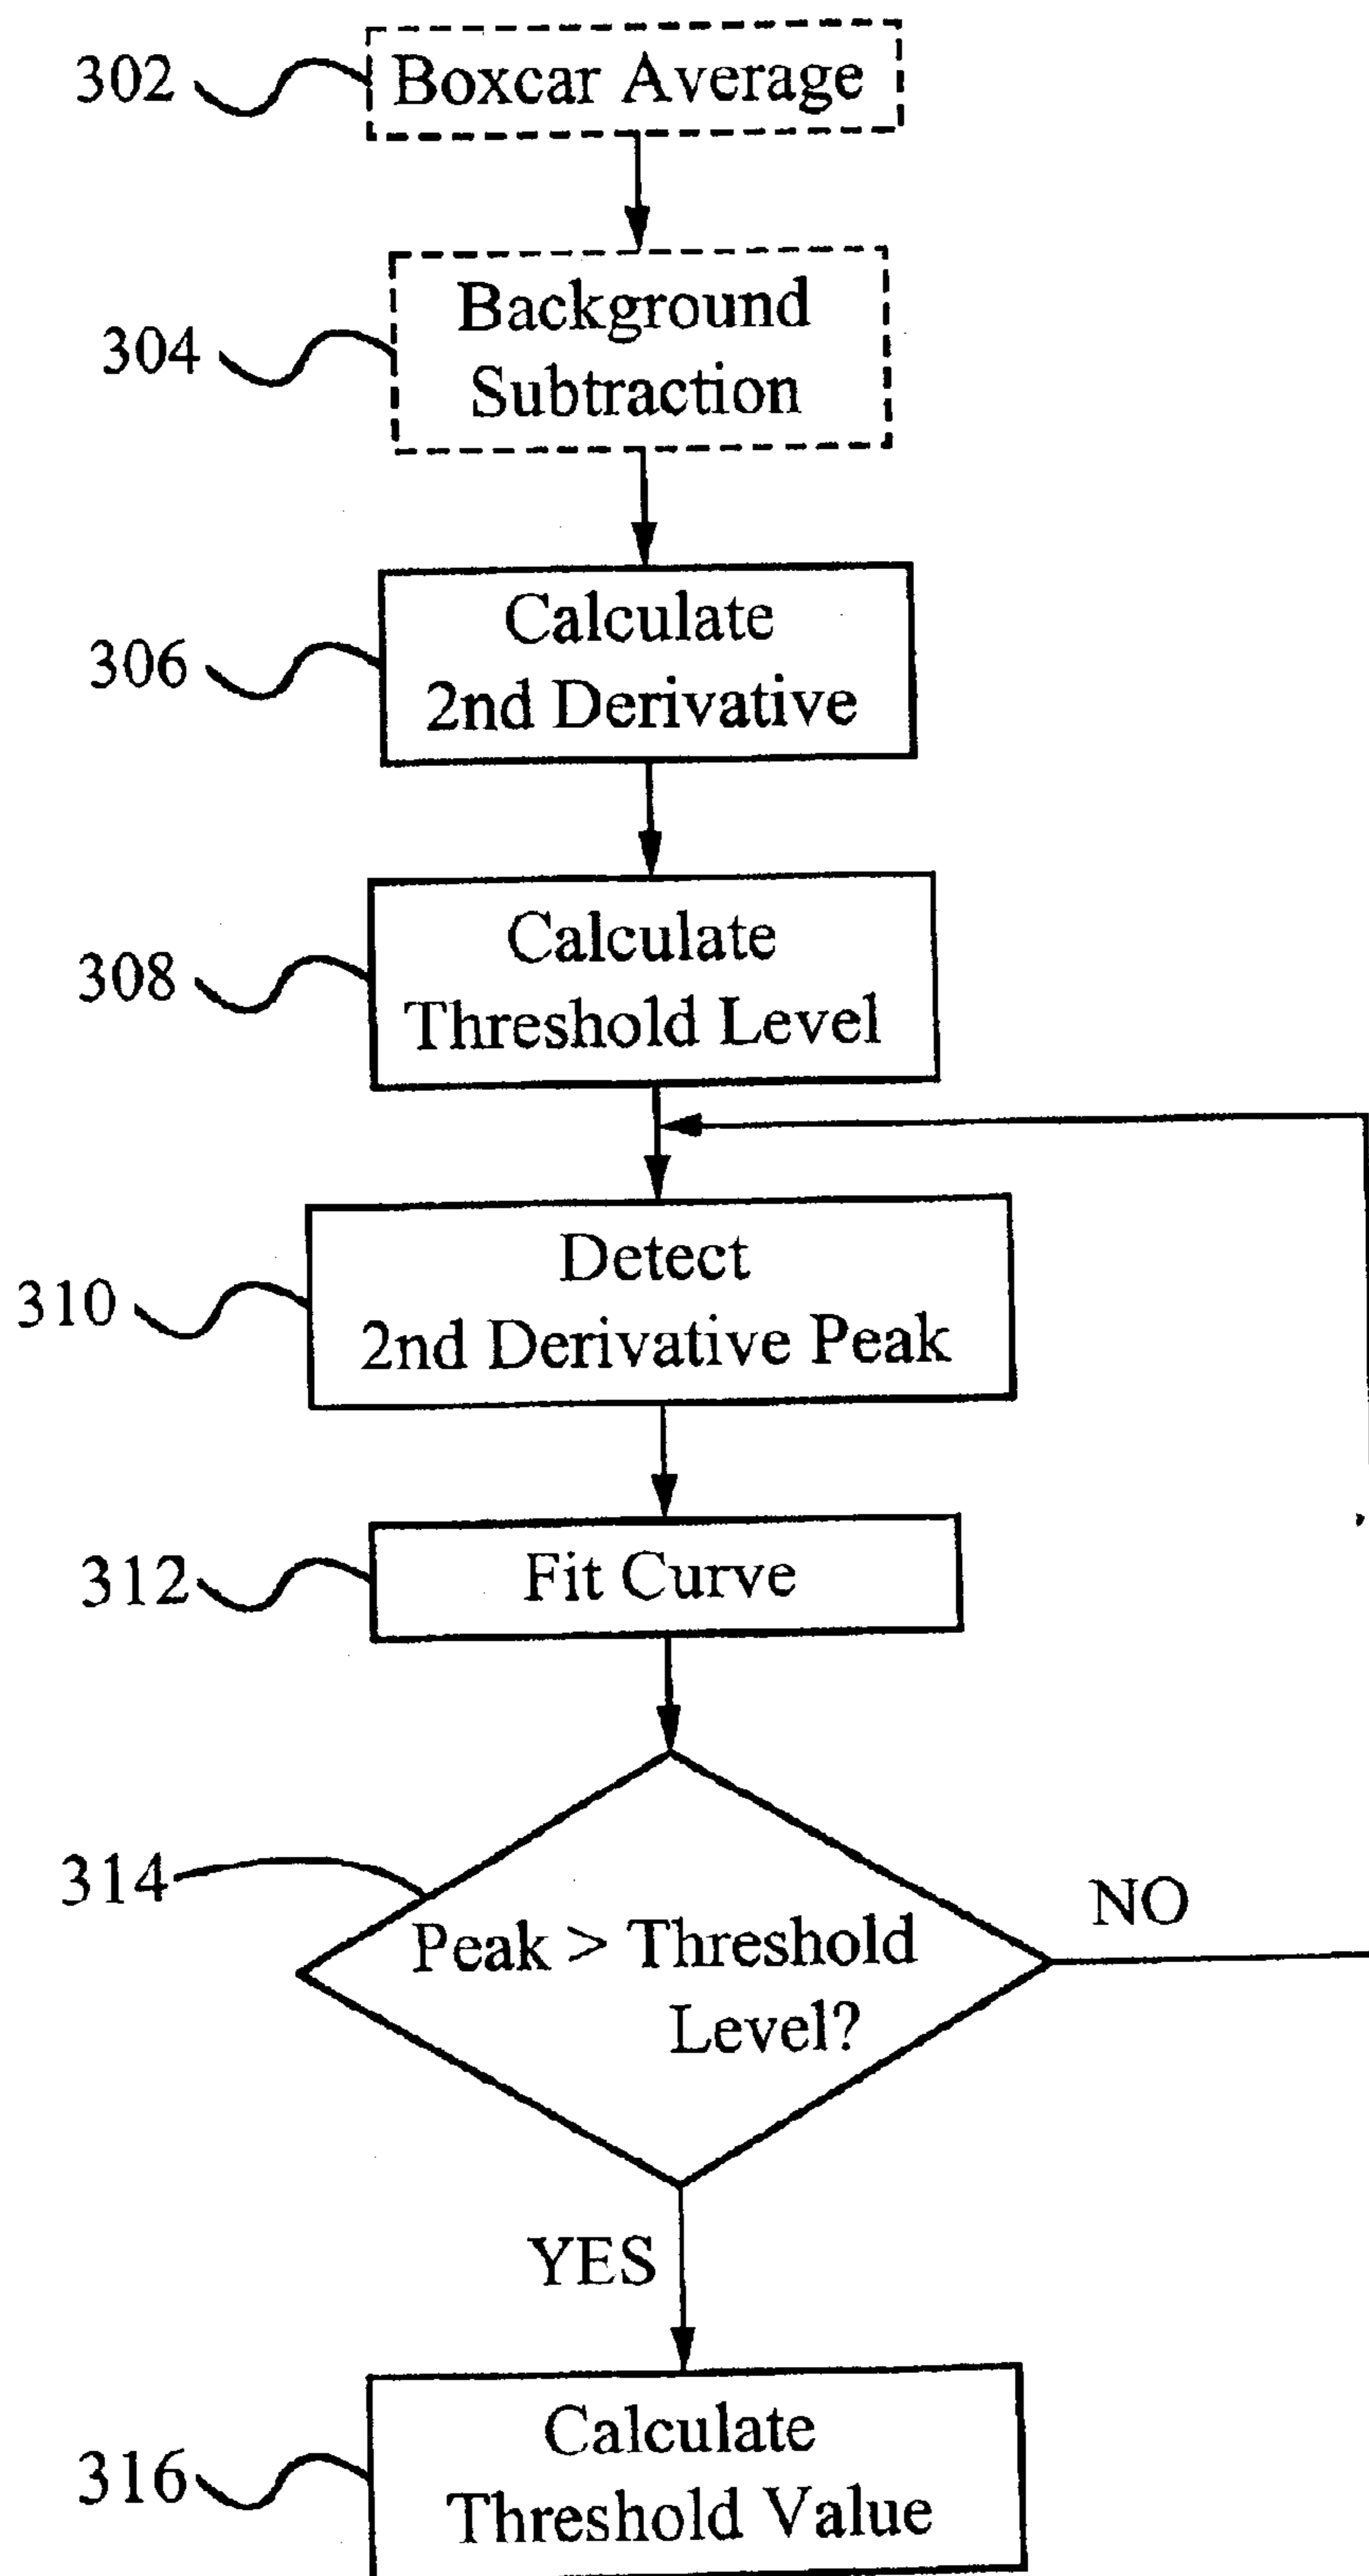 302
Boxcar Average
304
Background
Subtraction
306
Calculate
2nd Derivative
308
Calculate
Threshold Level
310
Detect
2nd Derivative Peak
312
Fit Curve
314
Peak > Threshold
Level?
NO
YES
316
Calculate
Threshold Value